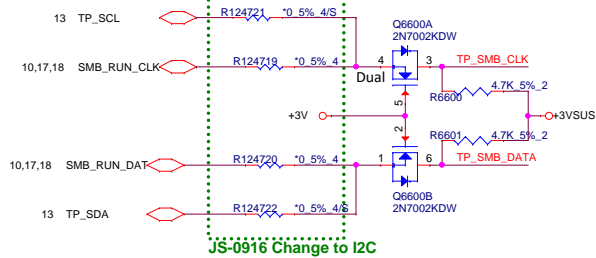 13 TP_SCL R124721 *0_5%_4/S
Q6600A
2N7002KDW
10,17,18 SMB_RUN_CLK R124719 *0_5%_4 4 3 TP_SMB_CLK
Dual
5 R6600 4.7K_5%_2
+3V +3VSUS
2 R6601 4.7K_5%_2
10,17,18 SMB_RUN_DAT R124720 *0_5%_4 1 6 TP_SMB_DATA
Q6600B
2N7002KDW
13 TP_SDA R124722 *0_5%_4/S
JS-0916 Change to I2C